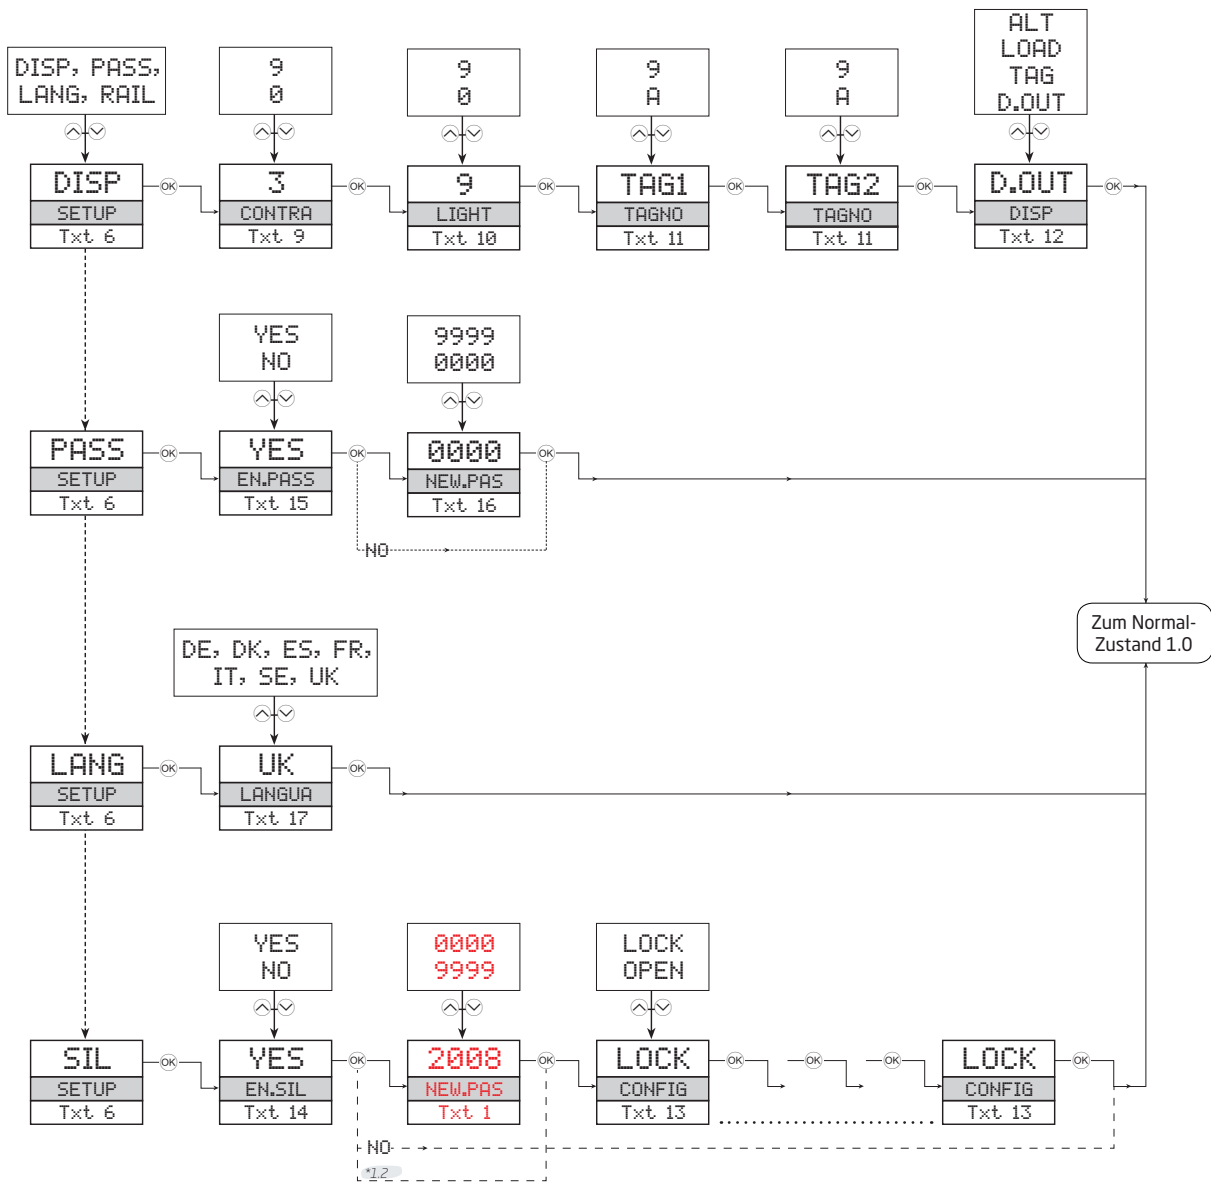 DISP, PASS,
LANG, RAIL
9
0
9
0
9
A
9
A
ALT
LOAD
TAG
D.OUT
DISP
SETUP
Txt 6
OK
3
CONTRA
Txt 9
OK
9
LIGHT
Txt 10
OK
TAG1
TAGNO
Txt 11
OK
TAG2
TAGNO
Txt 11
OK
D.OUT
DISP
Txt 12
OK
YES
NO
9999
0000
PASS
SETUP
Txt 6
OK
YES
EN.PASS
Txt 15
OK
0000
NEW.PAS
Txt 16
OK
NO
Zum Normal-
Zustand 1.0
DE, DK, ES, FR,
IT, SE, UK
LANG
SETUP
Txt 6
OK
UK
LANGUA
Txt 17
OK
YES
NO
0000
9999
LOCK
OPEN
SIL
SETUP
Txt 6
OK
YES
EN.SIL
Txt 14
OK
2008
NEW.PAS
Txt 1
OK
LOCK
CONFIG
Txt 13
OK
OK
OK
LOCK
CONFIG
Txt 13
OK
NO
*1.2